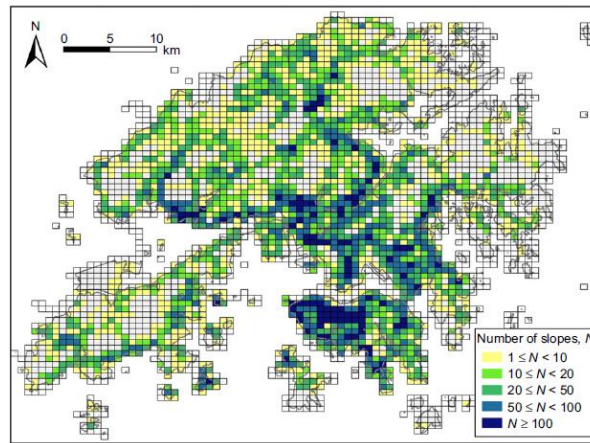 N
0 5 10
km
Number of slopes, N
1 ≤ N < 10
10 ≤ N < 20
20 ≤ N < 50
50 ≤ N < 100
N ≥ 100